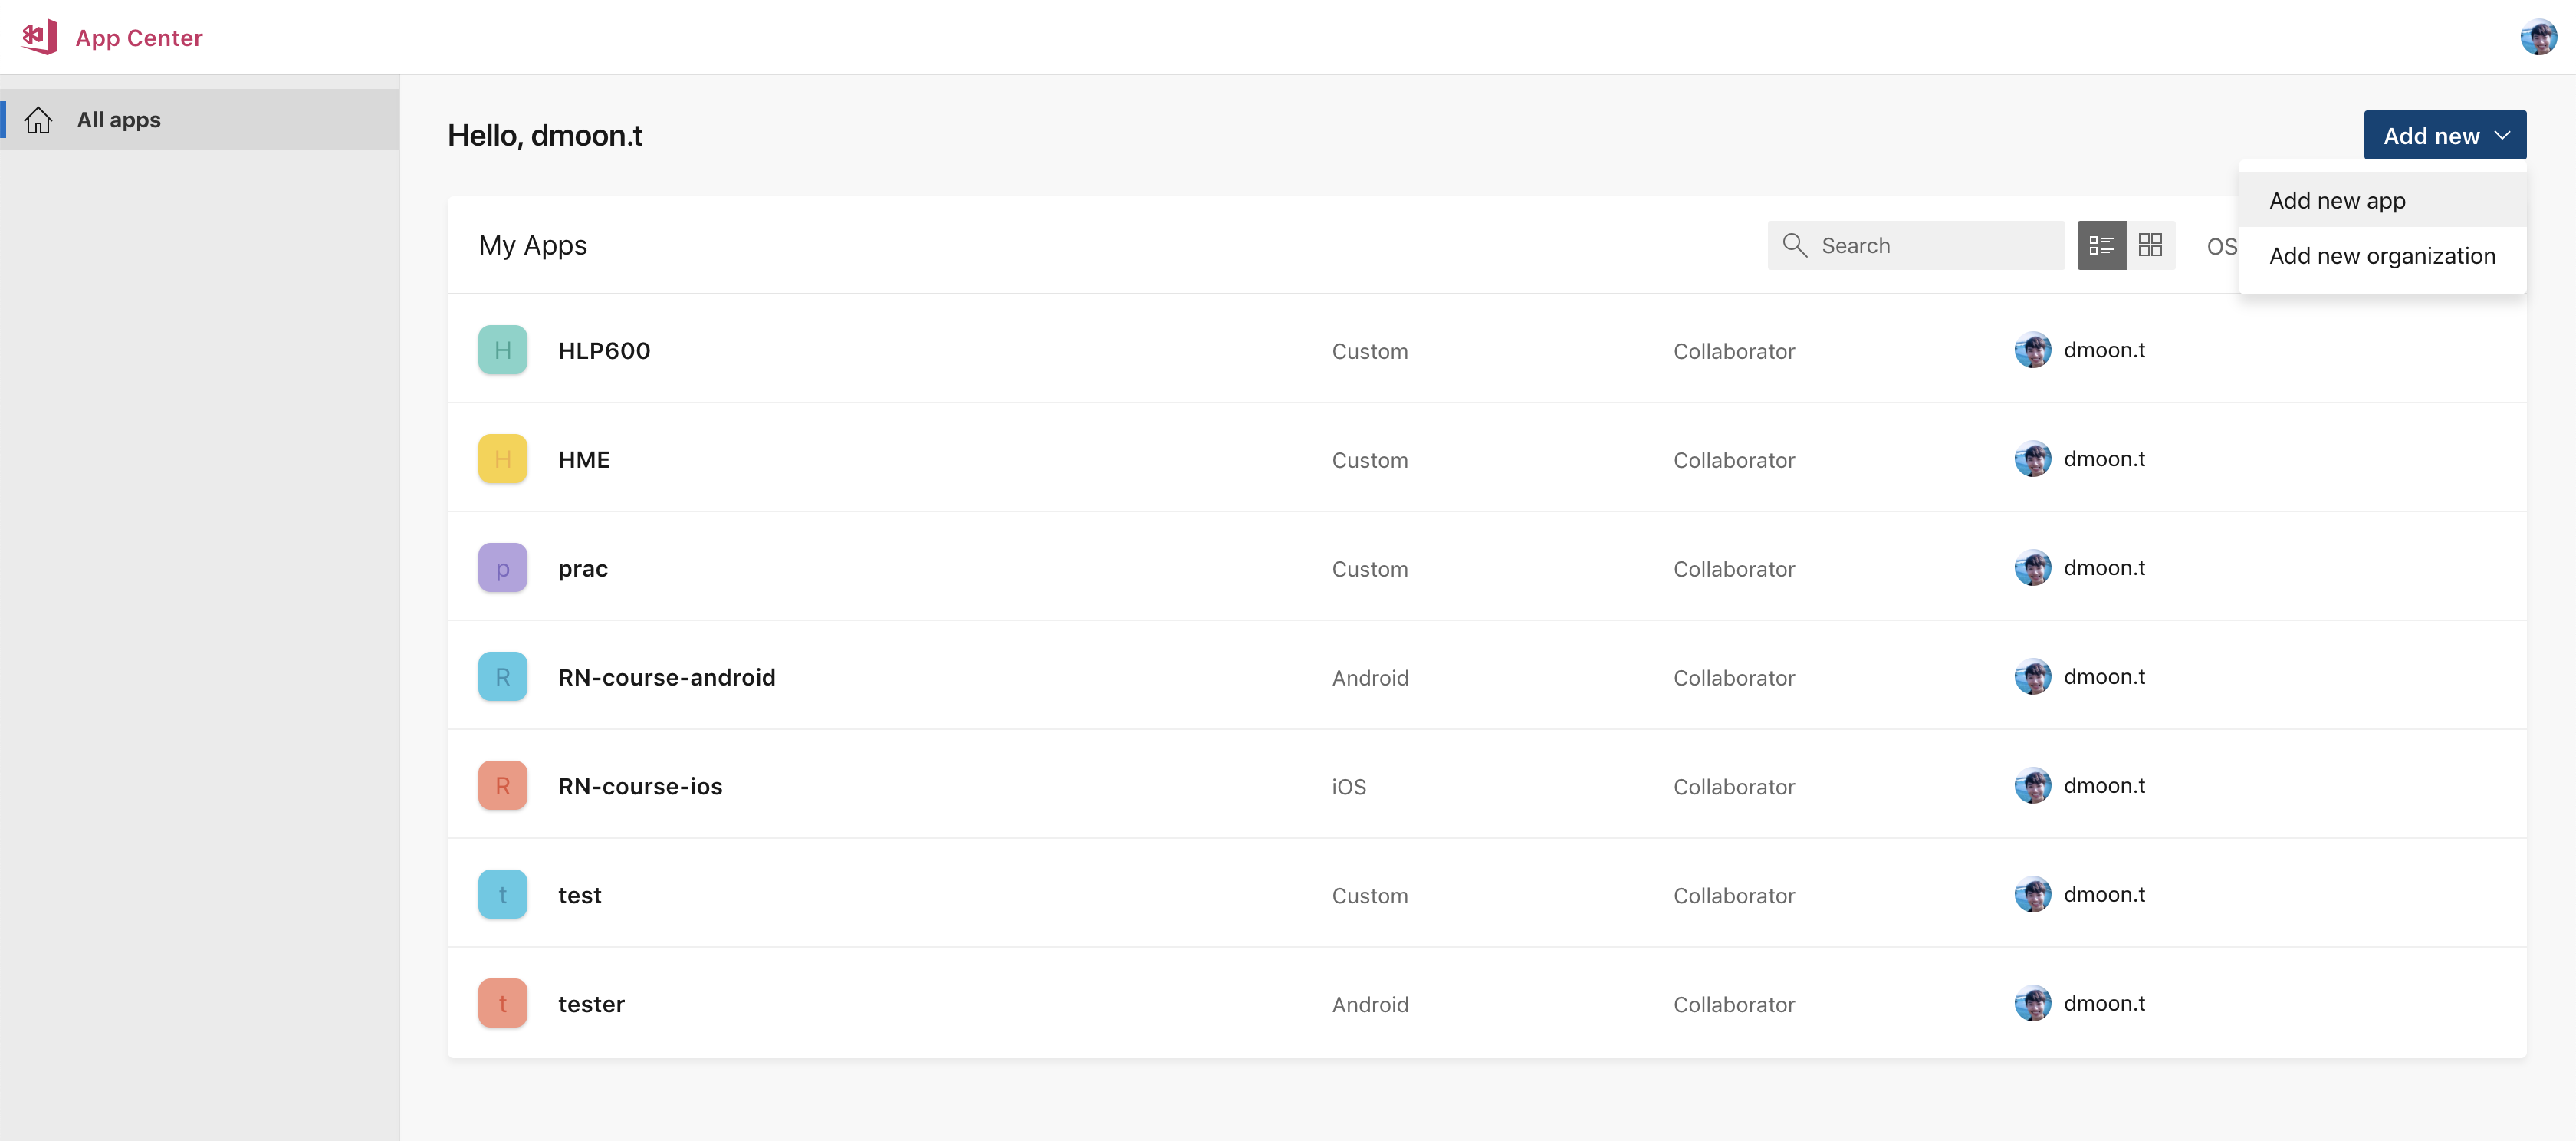 App Center
All apps
Hello, dmoon.t
Add new
Add new app
Add new organization
My Apps
Search
OS
H HLP600 Custom Collaborator dmoon.t
H HME Custom Collaborator dmoon.t
p prac Custom Collaborator dmoon.t
R RN-course-android Android Collaborator dmoon.t
R RN-course-ios iOS Collaborator dmoon.t
t test Custom Collaborator dmoon.t
t tester Android Collaborator dmoon.t